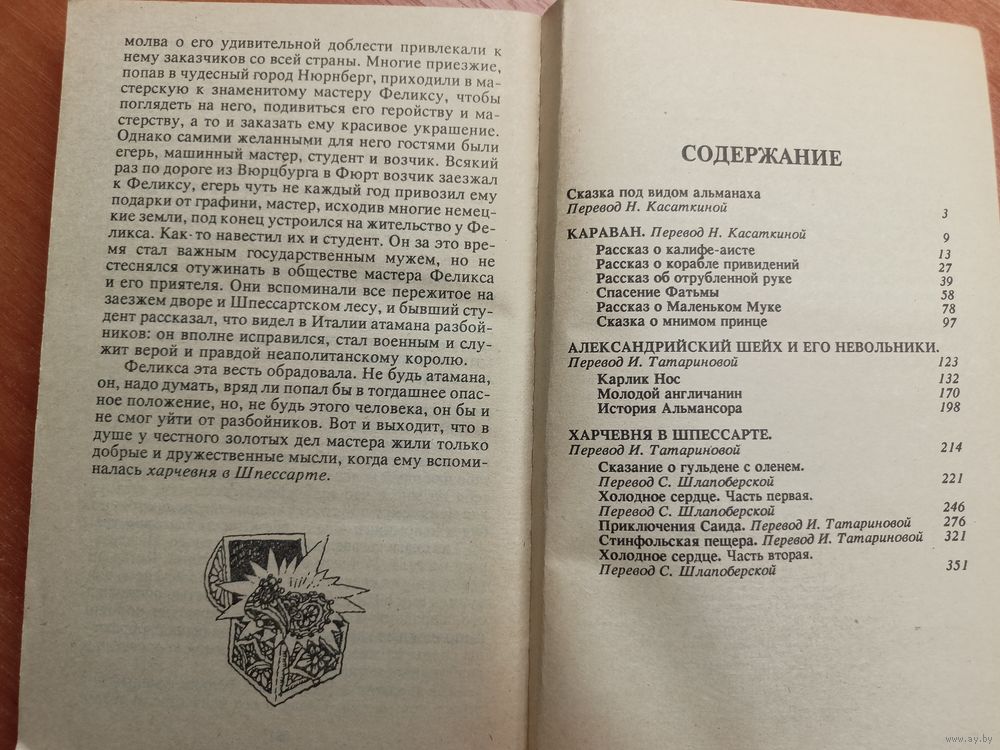 молва о его удивительной доблести привлекали к
нему заказчиков со всей страны. Многие приезжие,
попав в чудесный город Нюрнберг, приходили в ма-
стерскую к знаменитому мастеру Феликсу, чтобы
поглядеть на него, подивиться его геройству и ма-
стерству, а то и заказать ему красивое украшение.
Однако самими желанными для него гостями были
егерь, машинный мастер, студент и возчик. Всякий
раз по дороге из Вюрцбурга в Фюрт возчик заезжал
к Феликсу, егерь чуть не каждый год привозил ему
подарки от графини, мастер, исходив многие немец-
кие земли, под конец устроился на жительство у Фе-
ликса. Как-то навестил их и студент. Он за это вре-
мя стал важным государственным мужем, но не
стеснялся отужинать в обществе мастера Феликса
и его приятеля. Они вспоминали все пережитое на
заезжем дворе и Шпессартском лесу, и бывший сту-
дент рассказал, что видел в Италии атамана разбой-
ников: он вполне исправился, стал военным и слу-
жит верой и правдой неаполитанскому королю.
Феликса эта весть обрадовала. Не будь атамана,
он, надо думать, вряд ли попал бы в тогдашнее опас-
ное положение, но, не будь этого человека, он бы и
не смог уйти от разбойников. Вот и выходит, что в
душе у честного золотых дел мастера жили только
добрые и дружественные мысли, когда ему вспоми-
налась харчевня в Шпессарте.
СОДЕРЖАНИЕ
Сказка под видом альманаха
Перевод Н. Касаткиной 3
КАРАВАН. Перевод Н. Касаткиной 9
Рассказ о калифе-аисте 13
Рассказ о корабле привидений 27
Рассказ об отрубленной руке 39
Спасение Фатьмы 58
Рассказ о Маленьком Муке 78
Сказка о мнимом принце 97
АЛЕКСАНДРИЙСКИЙ ШЕЙХ И ЕГО НЕВОЛЬНИКИ.
Перевод И. Татариновой 123
Карлик Нос 132
Молодой англичанин 170
История Альмансора 198
ХАРЧЕВНЯ В ШПЕССАРТЕ.
Перевод И. Татариновой 214
Сказание о гульдене с оленем.
Перевод С. Шлапоберской 221
Холодное сердце. Часть первая.
Перевод С. Шлапоберской 246
Приключения Саида. Перевод И. Татариновой 276
Стинфольская пещера. Перевод И. Татариновой 321
Холодное сердце. Часть вторая.
Перевод С. Шлапоберской 351
www.ay.by